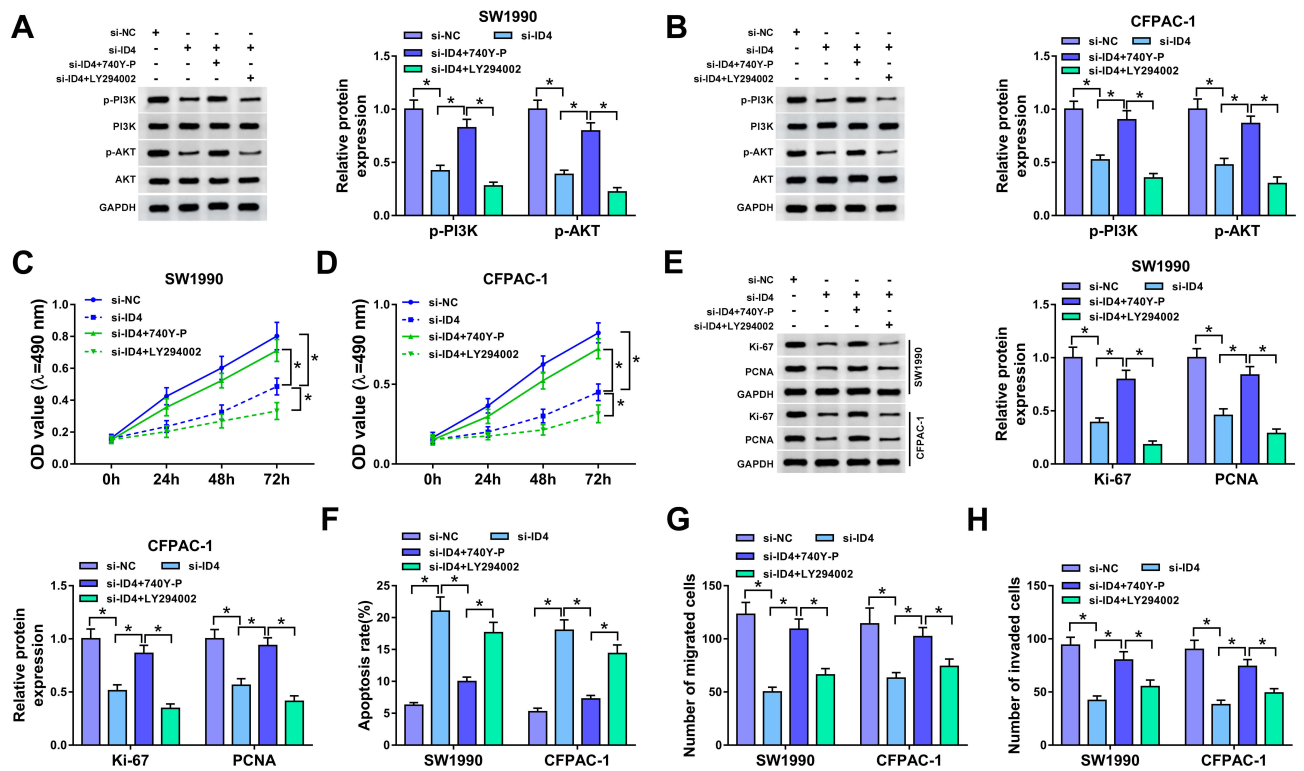 A
si-NC + - - -
si-ID4 - + + +
si-ID4+740Y-P - - + -
si-ID4+LY294002 - - - +
p-PI3K
PI3K
p-AKT
AKT
GAPDH
SW1990
si-NC si-ID4
si-ID4+740Y-P
si-ID4+LY294002
Relative protein
expression
1.5
1.0
0.5
0.0
* * * * * *
p-PI3K p-AKT
B
si-NC + - - -
si-ID4 - + + +
si-ID4+740Y-P - - + -
si-ID4+LY294002 - - - +
p-PI3K
PI3K
p-AKT
AKT
GAPDH
CFPAC-1
si-NC si-ID4
si-ID4+740Y-P
si-ID4+LY294002
Relative protein
expression
1.5
1.0
0.5
0.0
* * * * * *
p-PI3K p-AKT
C
SW1990
si-NC
si-ID4
si-ID4+740Y-P
si-ID4+LY294002
OD value (λ=490 nm)
1.0
0.8
0.6
0.4
0.2
0.0
* * *
0h 24h 48h 72h
D
CFPAC-1
si-NC
si-ID4
si-ID4+740Y-P
si-ID4+LY294002
OD value (λ=490 nm)
1.0
0.5
0.0
* * *
0h 24h 48h 72h
E
si-NC + - - -
si-ID4 - + + +
si-ID4+740Y-P - - + -
si-ID4+LY294002 - - - +
Ki-67
PCNA
GAPDH
SW1990
Ki-67
PCNA
GAPDH
CFPAC-1
SW1990
si-NC si-ID4
si-ID4+740Y-P
si-ID4+LY294002
Relative protein
expression
1.5
1.0
0.5
0.0
* * * * * *
Ki-67 PCNA
CFPAC-1
si-NC si-ID4
si-ID4+740Y-P
si-ID4+LY294002
Relative protein
expression
1.5
1.0
0.5
0.0
* * * * * *
Ki-67 PCNA
F
si-NC si-ID4
si-ID4+740Y-P
si-ID4+LY294002
Apoptosis rate(%)
25
20
15
10
5
0
* * * * * *
SW1990 CFPAC-1
G
si-NC si-ID4
si-ID4+740Y-P
si-ID4+LY294002
Number of migrated cells
150
100
50
0
* * * * * *
SW1990 CFPAC-1
H
si-NC si-ID4
si-ID4+740Y-P
si-ID4+LY294002
Number of invaded cells
150
100
50
0
* * * * * *
SW1990 CFPAC-1